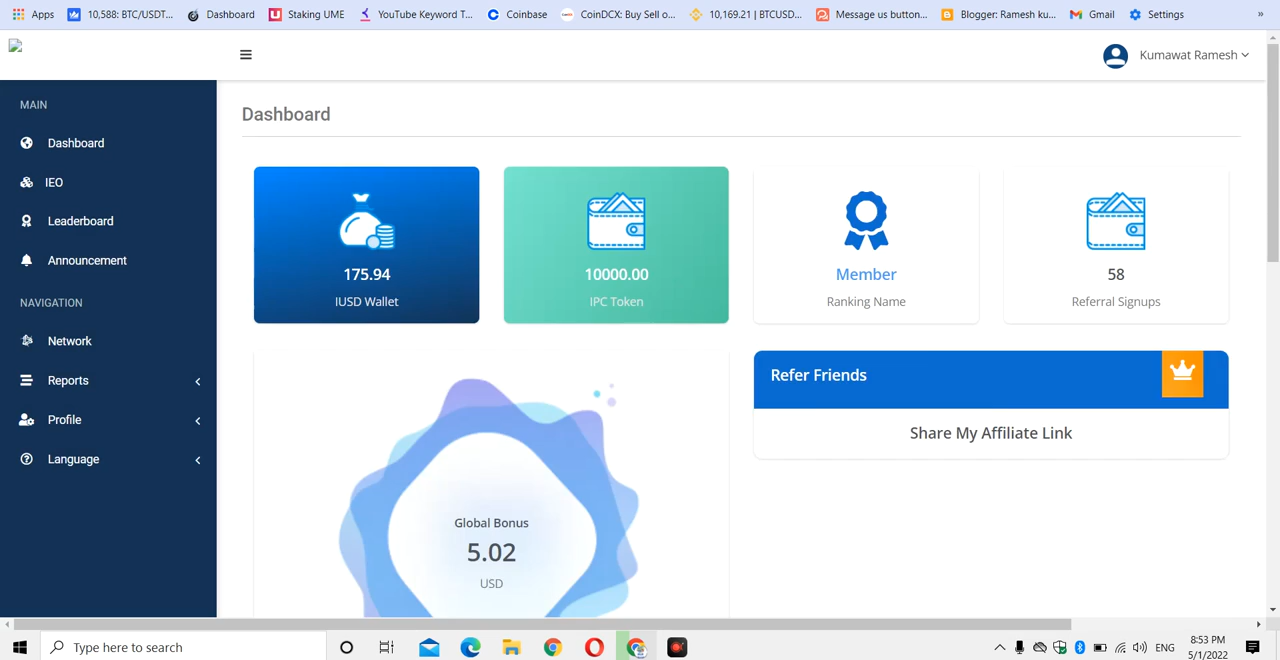 Apps 10,588: BTC/USDT... Dashboard Staking UME YouTube Keyword T... Coinbase CoinDCX: Buy Sell o... 10,169.21 | BTCUSD... Message us button... Blogger: Ramesh ku... Gmail Settings »
Kumawat Ramesh
MAIN
Dashboard
IEO
Leaderboard
Announcement
NAVIGATION
Network
Reports
Profile
Language
Dashboard
175.94
IUSD Wallet
10000.00
IPC Token
Member
Ranking Name
58
Referral Signups
Global Bonus
5.02
USD
Refer Friends
Share My Affiliate Link
Type here to search
ENG
8:53 PM
5/1/2022